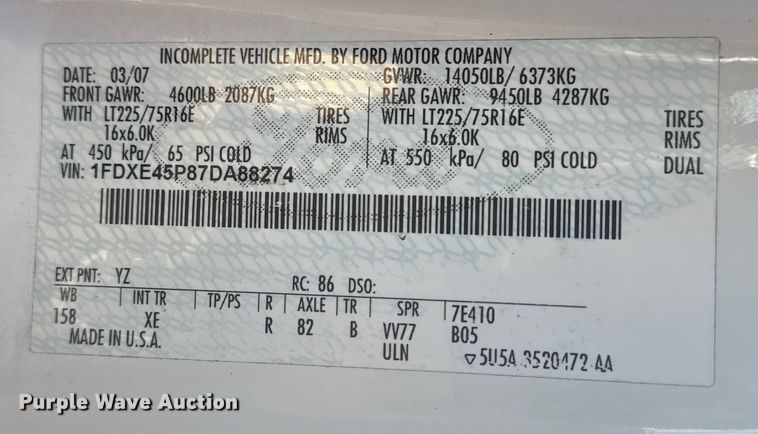 INCOMPLETE VEHICLE MFD. BY FORD MOTOR COMPANY
DATE: 03/07 GVWR: 14050LB/ 6373KG
FRONT GAWR: 4600LB 2087KG REAR GAWR: 9450LB 4287KG
WITH LT225/75R16E TIRES WITH LT225/75R16E TIRES
16x6.0K RIMS 16x6.0K RIMS
AT 450 kPa/ 65 PSI COLD AT 550 kPa/ 80 PSI COLD DUAL
VIN: 1FDXE45P87DA88274
EXT PNT: YZ RC: 86 DSO:
WB INT TR TP/PS R AXLE TR SPR 7E410
158 XE R 82 B VV77 B05
MADE IN U.S.A. ULN 5U5A 3520472 AA
Purple Wave Auction